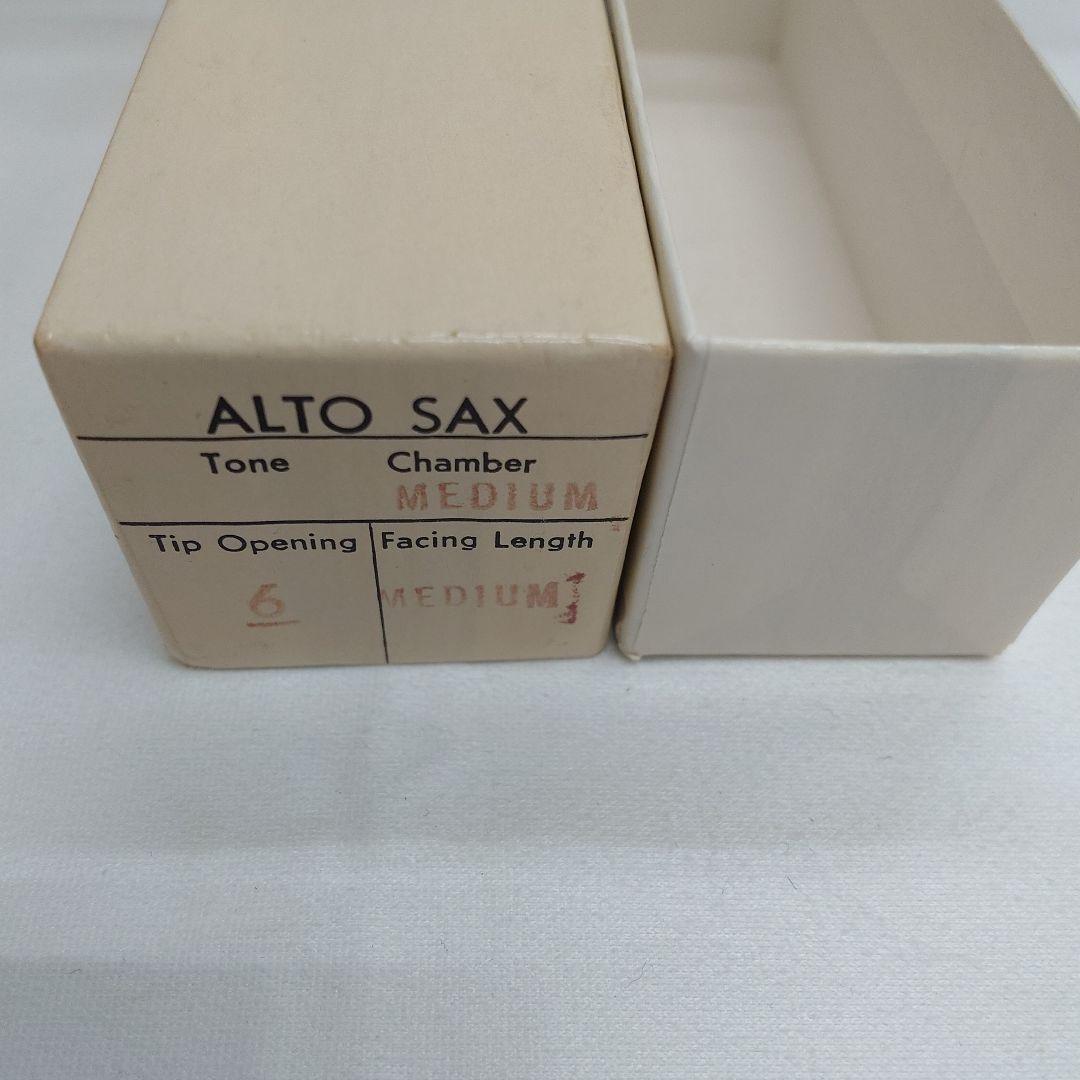 ALTO SAX
Tone Chamber
MEDIUM
Tip Opening Facing Length
6 MEDIUM